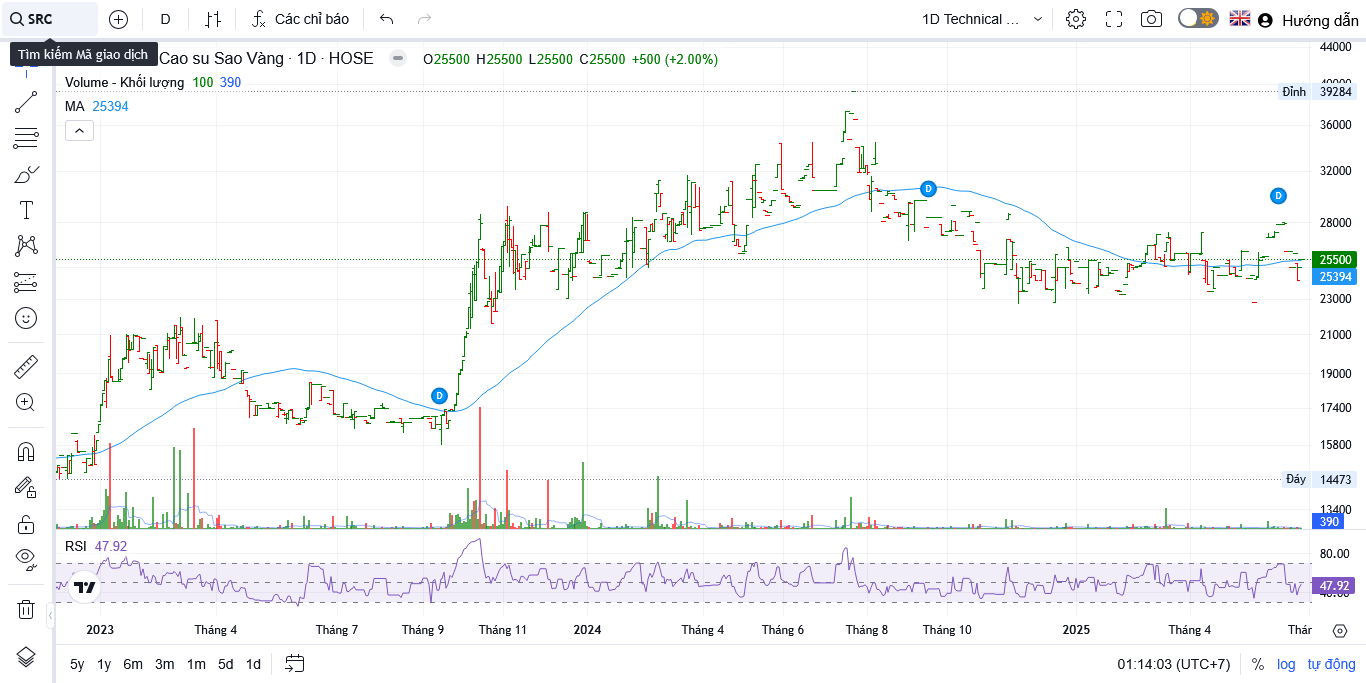 SRC
D
Các chỉ báo
1D Technical ...
Hướng dẫn
Tìm kiếm Mã giao dịch
Cao su Sao Vàng · 1D · HOSE
O25500 H25500 L25500 C25500 +500 (+2.00%)
Volume - Khối lượng 100 390
MA 25394
44000
40000
Đỉnh 39284
36000
32000
D
D
28000
25500
25394
23000
21000
19000
D
17400
15800
Đáy 14473
13400
390
RSI 47.92
80.00
47.92
40.00
2023
Tháng 4
Tháng 7
Tháng 9
Tháng 11
2024
Tháng 4
Tháng 6
Tháng 8
Tháng 10
2025
Tháng 4
Thár
5y 1y 6m 3m 1m 5d 1d
01:14:03 (UTC+7)
% log tự động